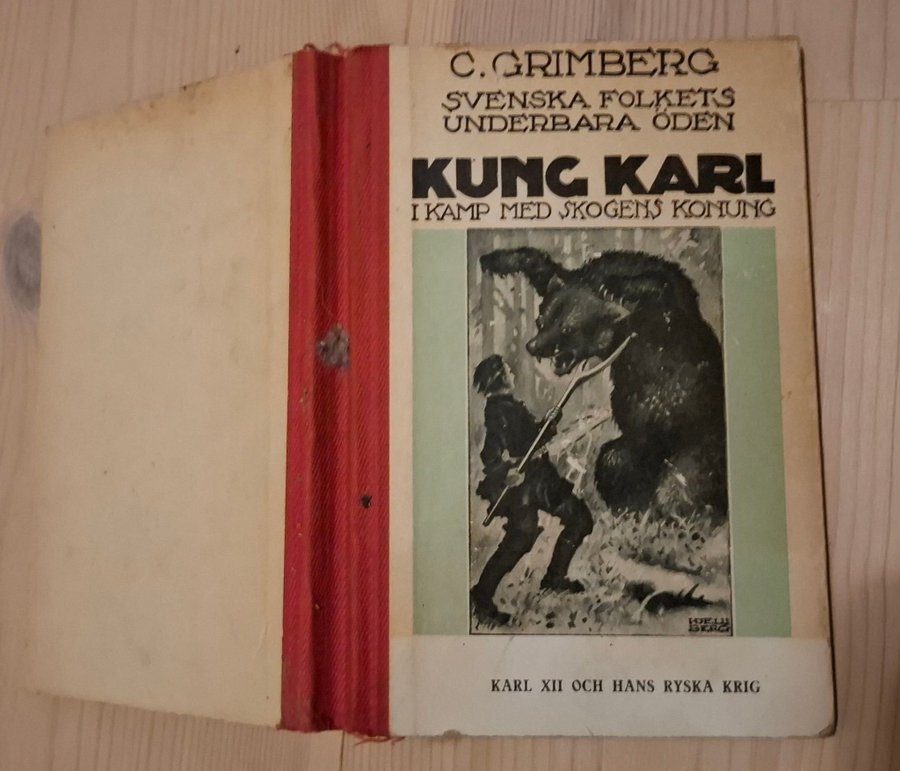 C. GRIMBERG
SVENSKA FOLKETS
UNDERBARA ÖDEN
KUNG KARL
I KAMP MED SKOGENS KONUNG
KARL XII OCH HANS RYSKA KRIG